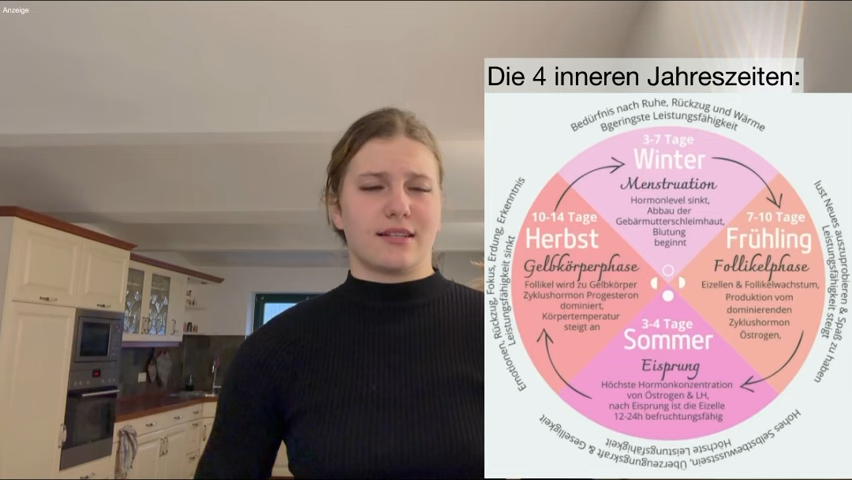 Anzeige
Die 4 inneren Jahreszeiten:
Bedürfnis nach Ruhe, Rückzug und Wärme
Bgeringste Leistungsfähigkeit
3-7 Tage
Winter
Menstruation
Hormonlevel sinkt,
Abbau der
Gebärmutterschleimhaut,
Blutung
beginnt
7-10 Tage
Frühling
Follikelphase
Eizellen & Follikelwachstum,
Produktion vom
dominierenden
Zyklushormon
Östrogen,
lust Neues auszuprobieren & Spaß zu haben
Leistungsfähigkeit steigt
3-4 Tage
Sommer
Eisprung
Höchste Hormonkonzentration
von Östrogen & LH,
nach Eisprung ist die Eizelle
12-24h befruchtungsfähig
Hohes Selbstbewusstsein, Überzeugungskraft & Geselligkeit
Höchste Leistungsfähigkeit
10-14 Tage
Herbst
Gelbkörperphase
Follikel wird zu Gelbkörper
Zyklushormon Progesteron
dominiert,
Körpertemperatur
steigt an
Emotionen, Rückzug, Fokus, Erdung, Erkenntnis
Leistungsfähigkeit sinkt